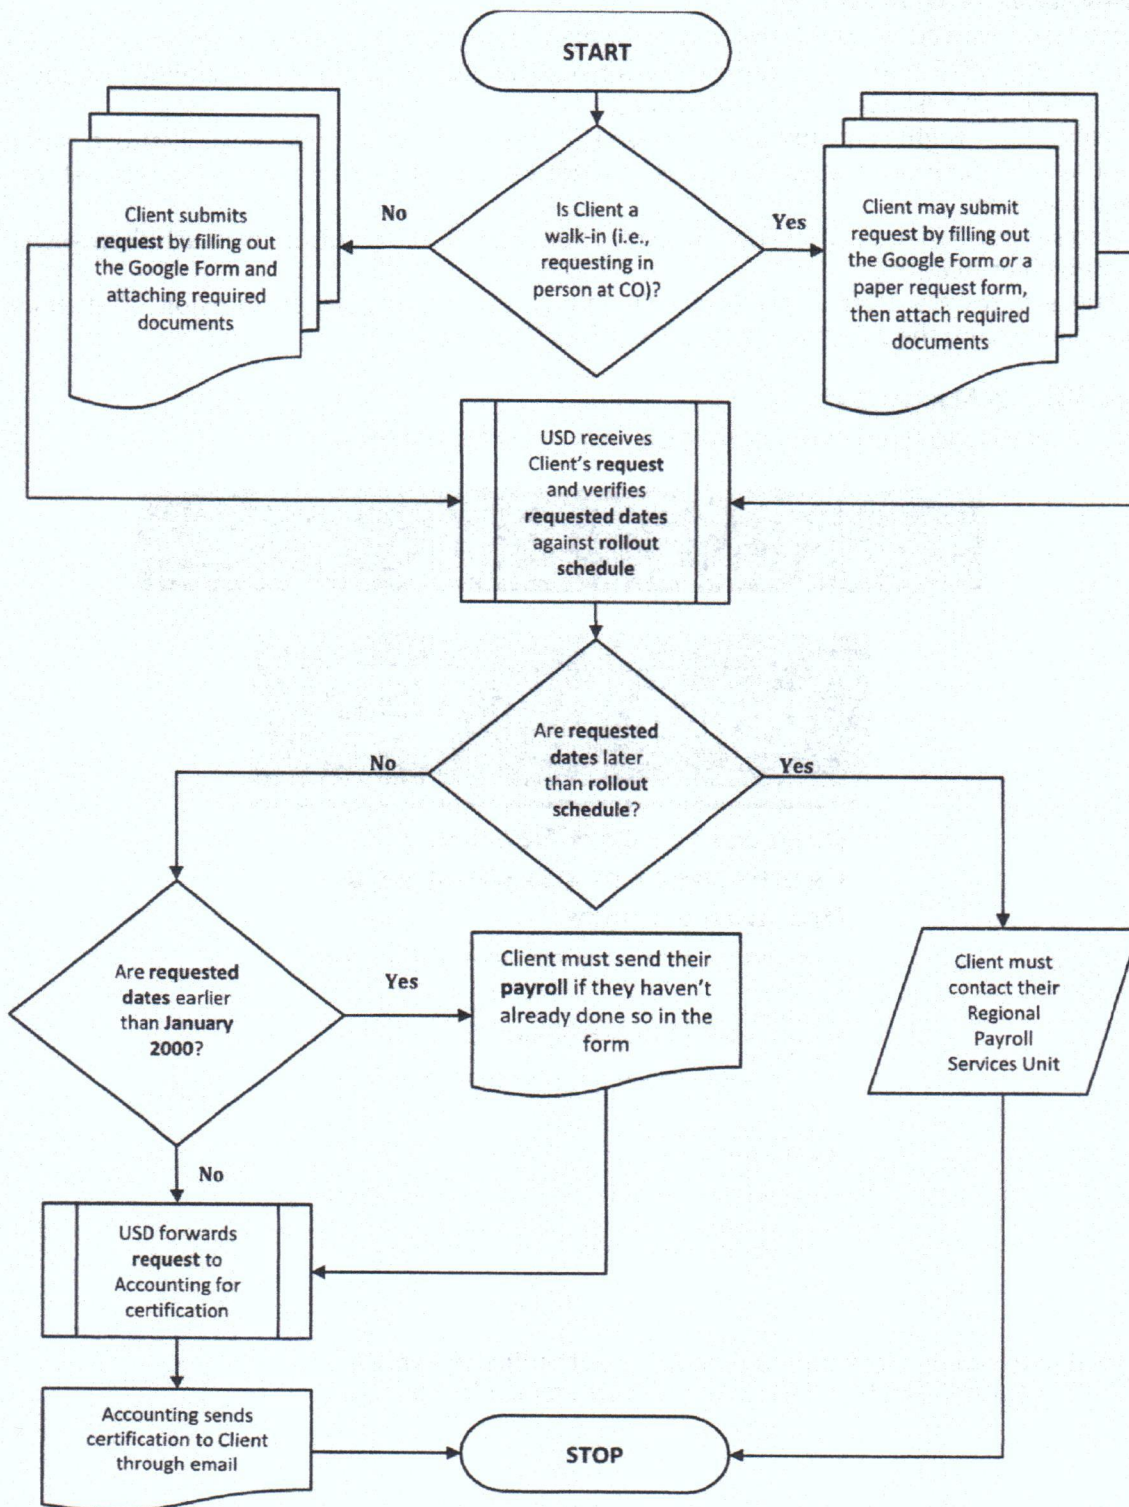 START
No
Yes
Client submits
request by filling out
the Google Form and
attaching required
documents
Is Client a
walk-in (i.e.,
requesting in
person at CO)?
Client may submit
request by filling out
the Google Form or a
paper request form,
then attach required
documents
USD receives
Client's request
and verifies
requested dates
against rollout
schedule
Are requested
dates later
than rollout
schedule?
No
Yes
Are requested
dates earlier
than January
2000?
Yes
Client must send their
payroll if they haven't
already done so in the
form
Client must
contact their
Regional
Payroll
Services Unit
No
USD forwards
request to
Accounting for
certification
Accounting sends
certification to Client
through email
STOP